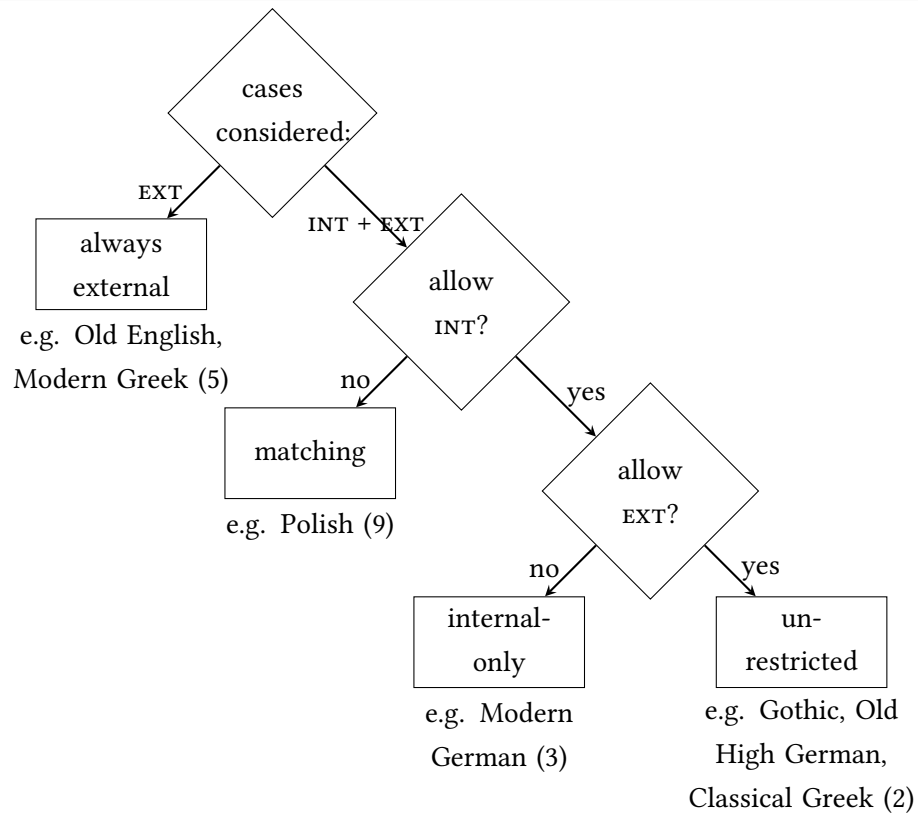 cases
considered:
EXT
INT + EXT
always
external
e.g. Old English,
Modern Greek (5)
allow
INT?
no
yes
matching
e.g. Polish (9)
allow
EXT?
no
yes
internal-
only
e.g. Modern
German (3)
un-
restricted
e.g. Gothic, Old
High German,
Classical Greek (2)